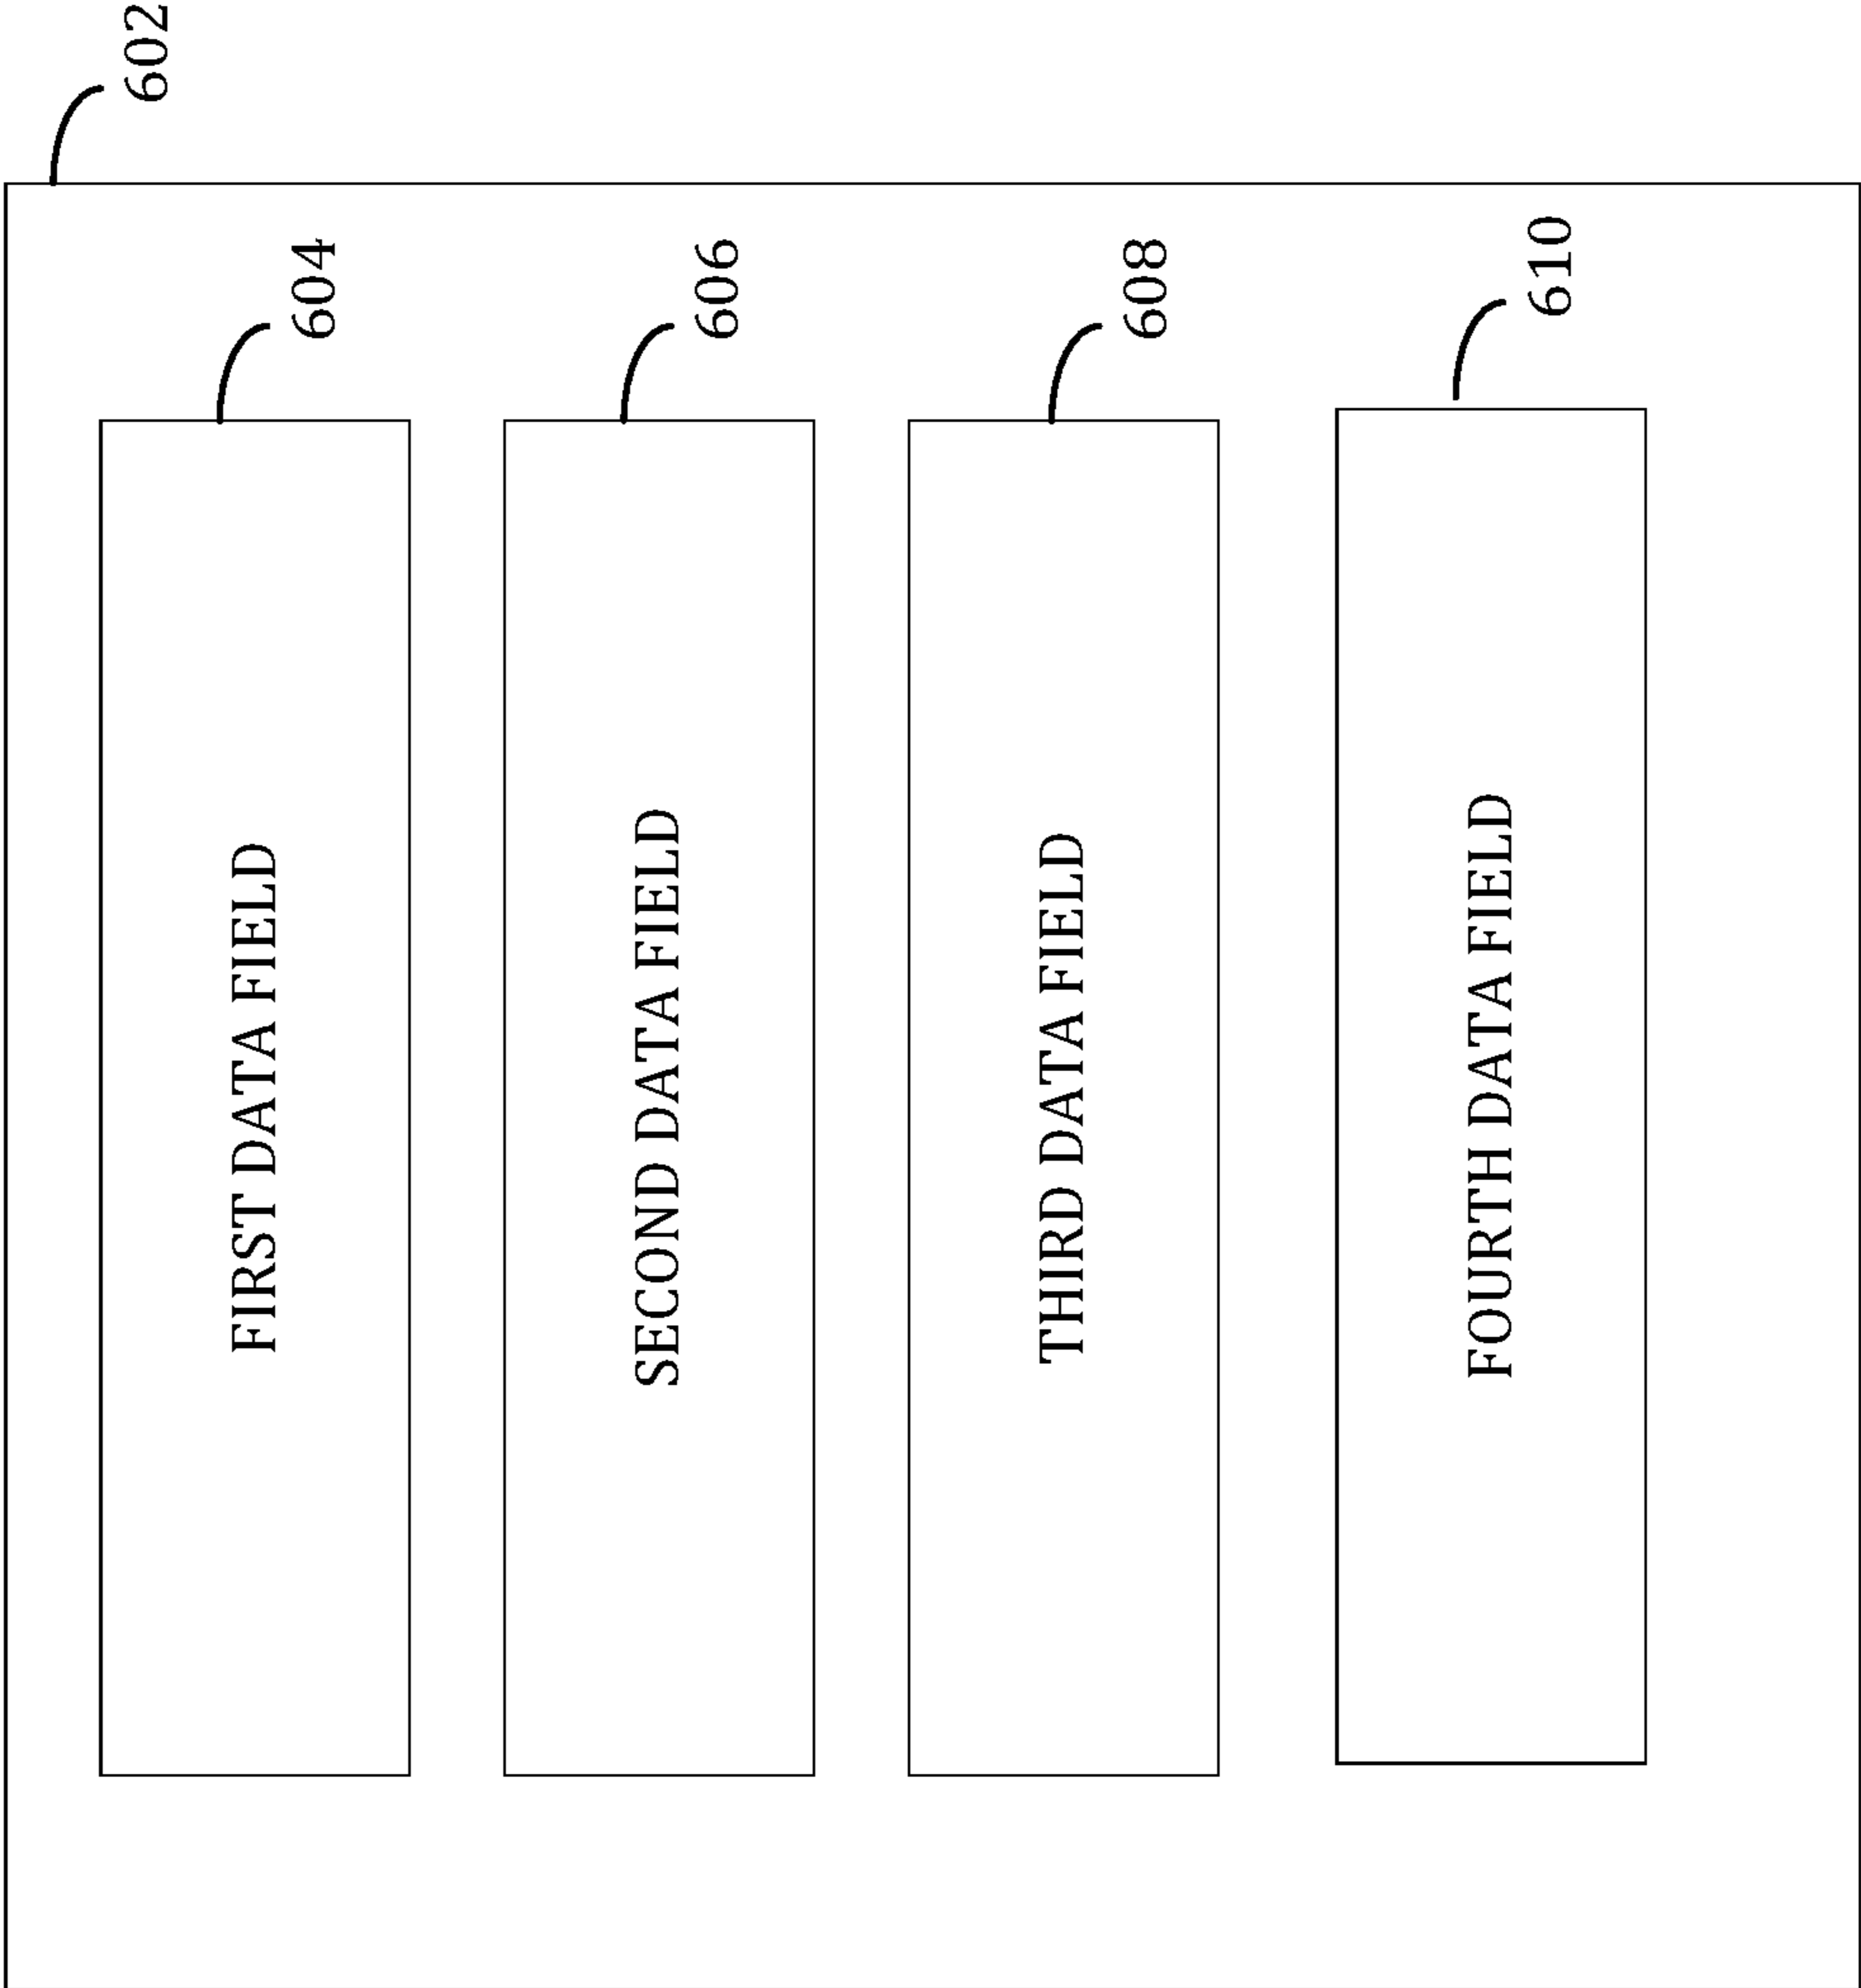 602
604
FIRST DATA FIELD
606
SECOND DATA FIELD
608
THIRD DATA FIELD
610
FOURTH DATA FIELD